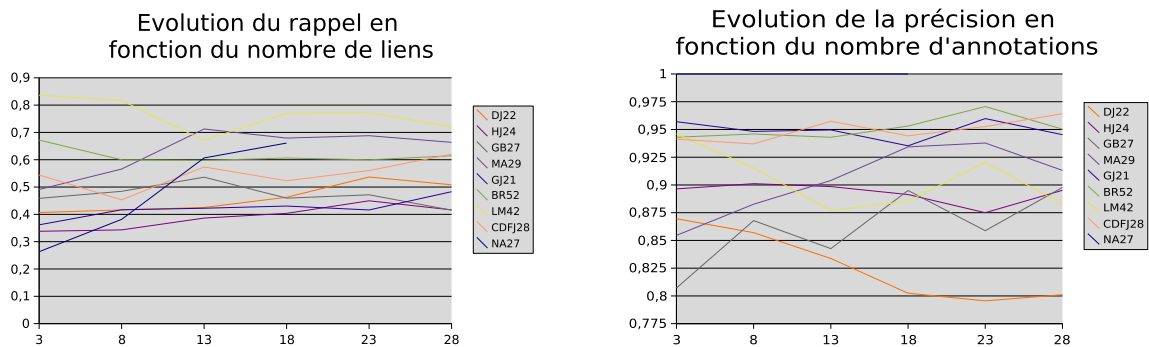 Evolution du rappel en
fonction du nombre de liens
0,9
0,8
0,7
0,6
0,5
0,4
0,3
0,2
0,1
0
3 8 13 18 23 28
DJ22
HJ24
GB27
MA29
GJ21
BR52
LM42
CDFJ28
NA27
Evolution de la précision en
fonction du nombre d'annotations
1
0,975
0,95
0,925
0,9
0,875
0,85
0,825
0,8
0,775
3 8 13 18 23 28
DJ22
HJ24
GB27
MA29
GJ21
BR52
LM42
CDFJ28
NA27